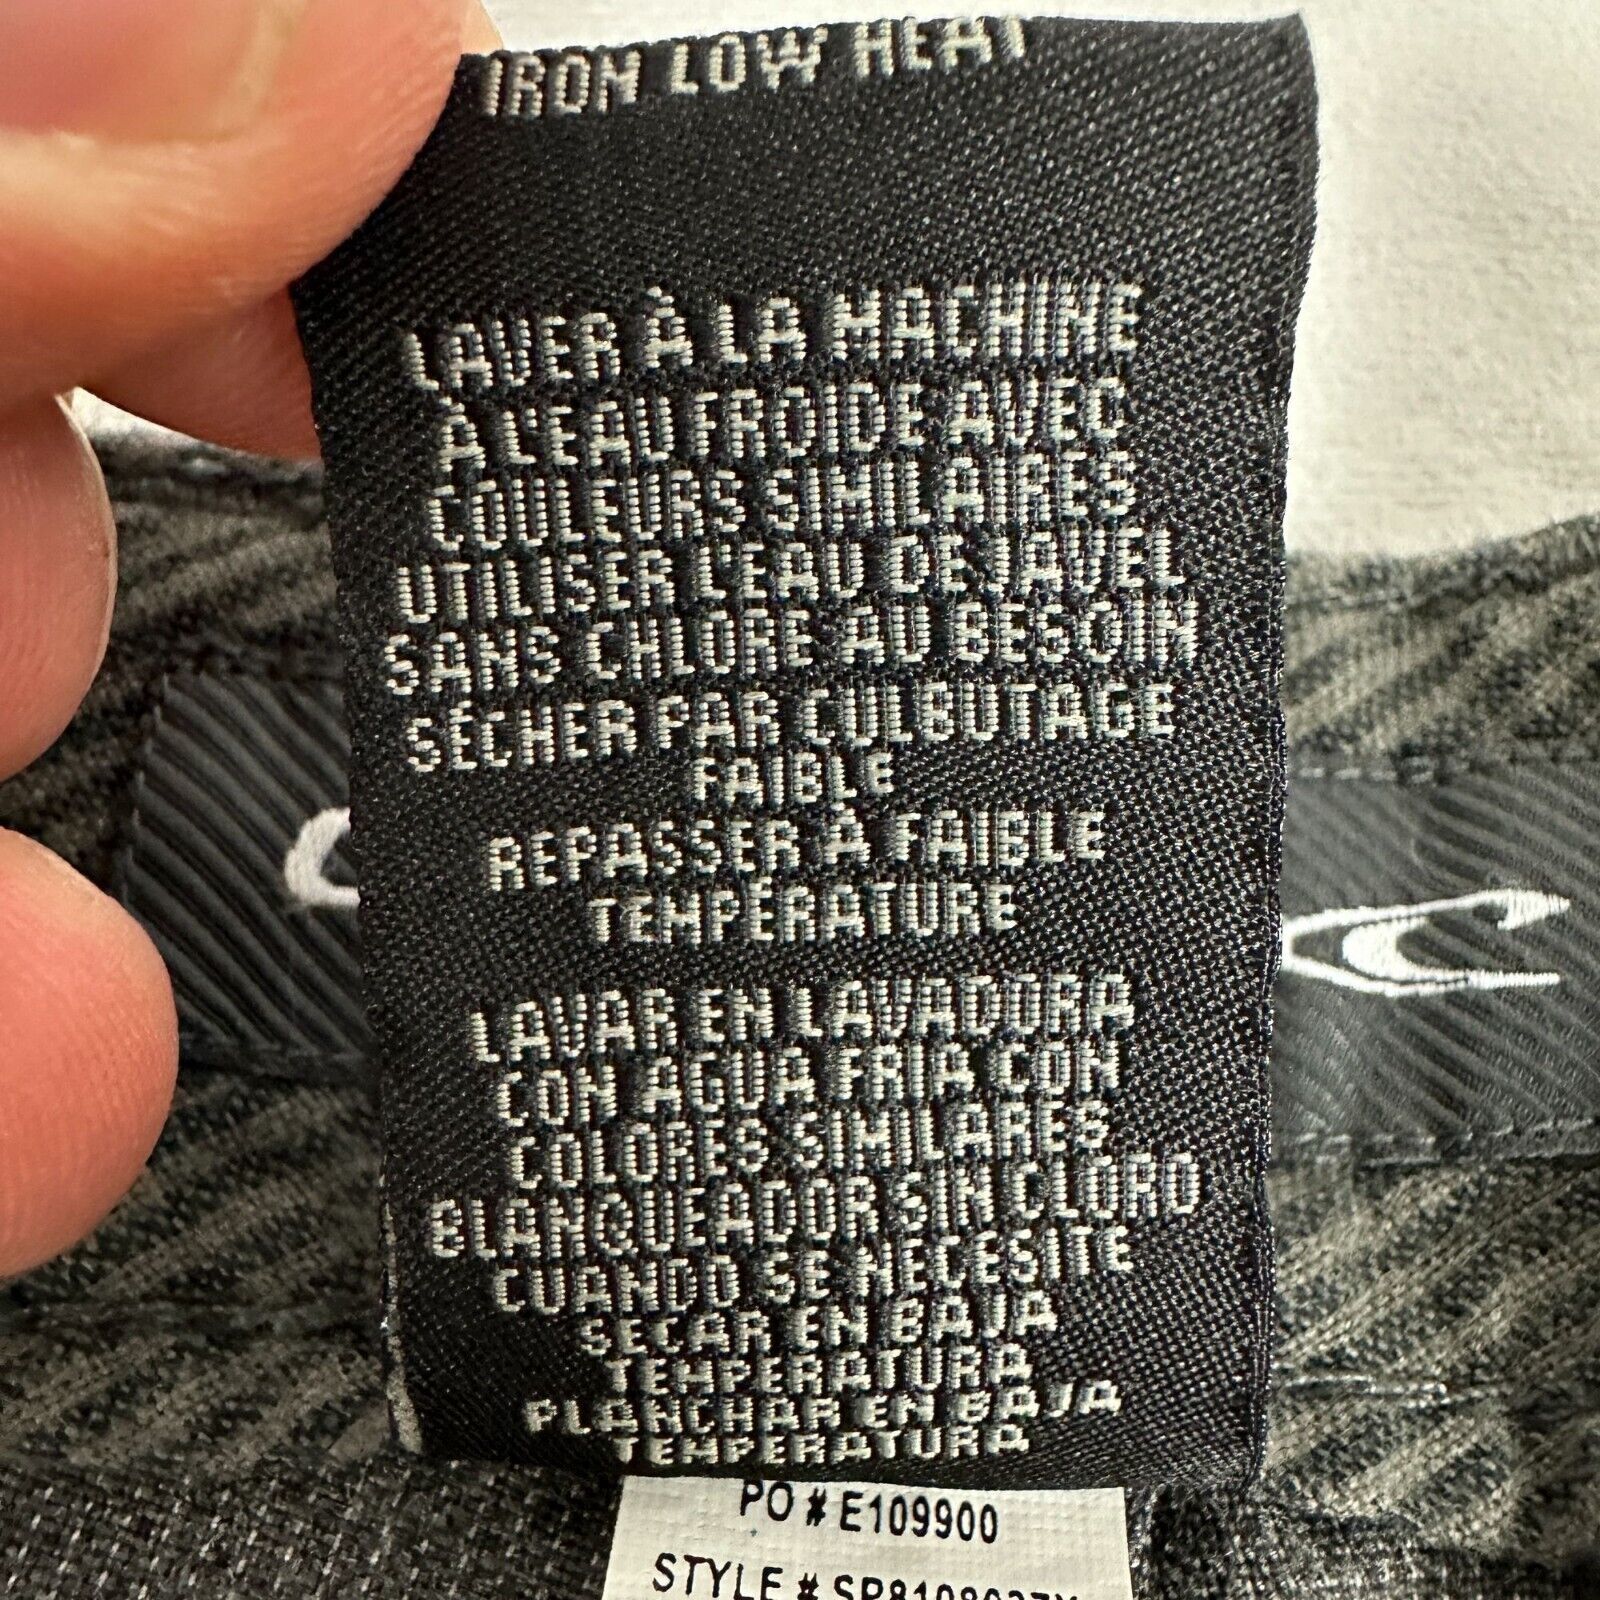 IRON LOW HEAT
LAVER À LA MACHINE
À L'EAU FROIDE AVEC
COULEURS SIMILAIRES
UTILISER L'EAU DE JAVEL
SANS CHLORE AU BESOIN
SÉCHER PAR CULBUTAGE
FAIBLE
REPASSER À FAIBLE
TEMPÉRATURE
LAVAR EN LAVADORA
CON AGUA FRIA CON
COLORES SIMILARES
BLANQUEADOR SIN CLORO
CUANDO SE NECESITE
SECAR EN BAJA
TEMPERATURA
PLANCHAR EN BAJA
TEMPERATURA
PO # E109900
STYLE #